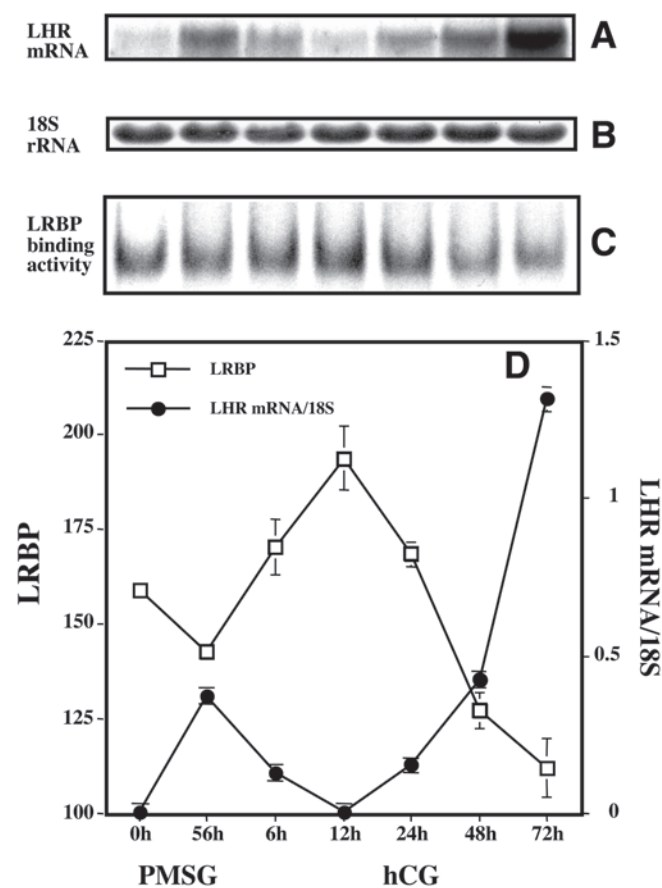 LHR
mRNA
A
18S
rRNA
B
LRBP
binding
activity
C
225
1.5
LRBP
D
LHR mRNA/18S
200
175
1
LRBP
LHR mRNA/18S
150
0.5
125
100
0
0h 56h 6h 12h 24h 48h 72h
PMSG hCG